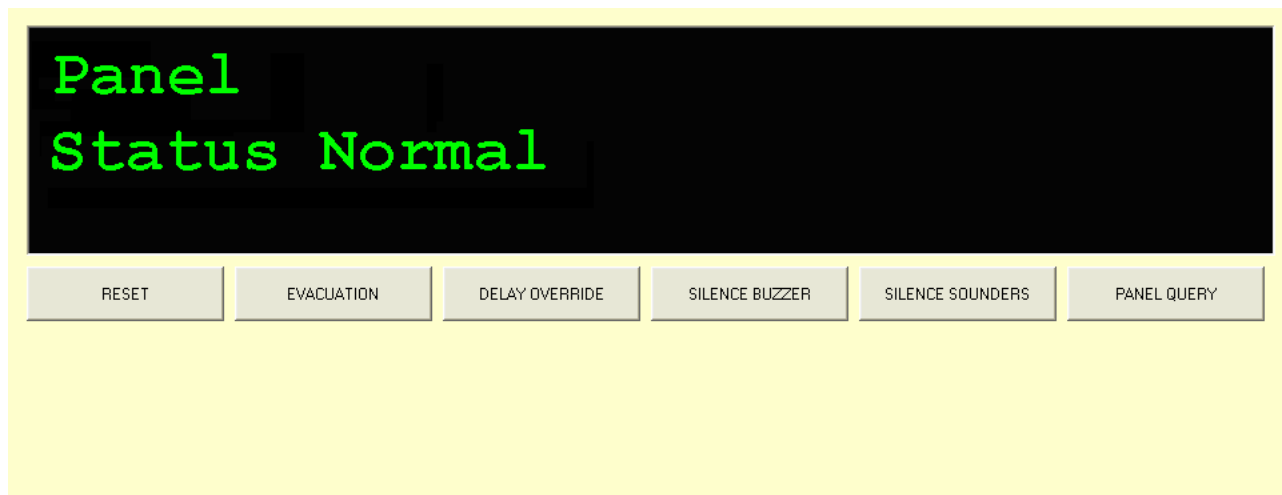 Panel
Status Normal
RESET
EVACUATION
DELAY OVERRIDE
SILENCE BUZZER
SILENCE SOUNDERS
PANEL QUERY